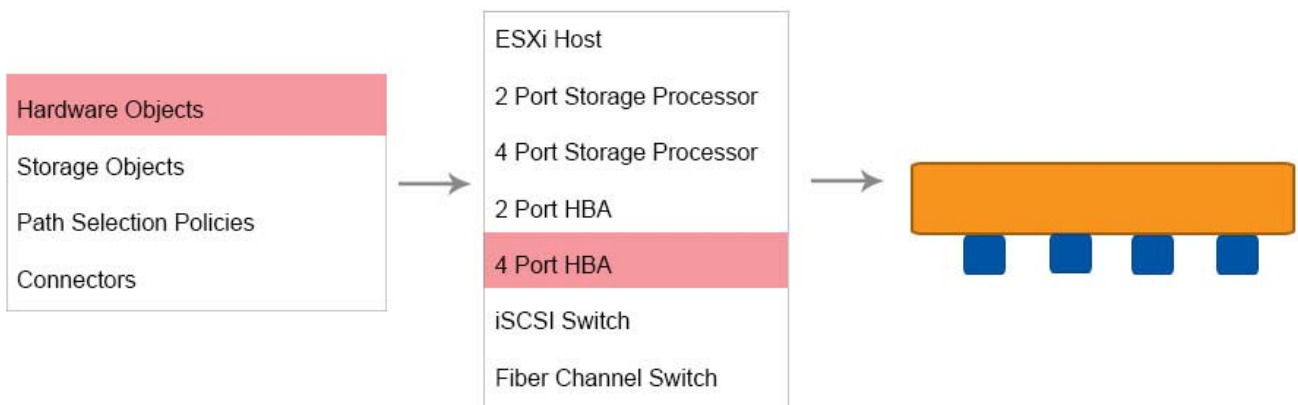 Hardware Objects
Storage Objects
Path Selection Policies
Connectors
ESXi Host
2 Port Storage Processor
4 Port Storage Processor
2 Port HBA
4 Port HBA
iSCSI Switch
Fiber Channel Switch